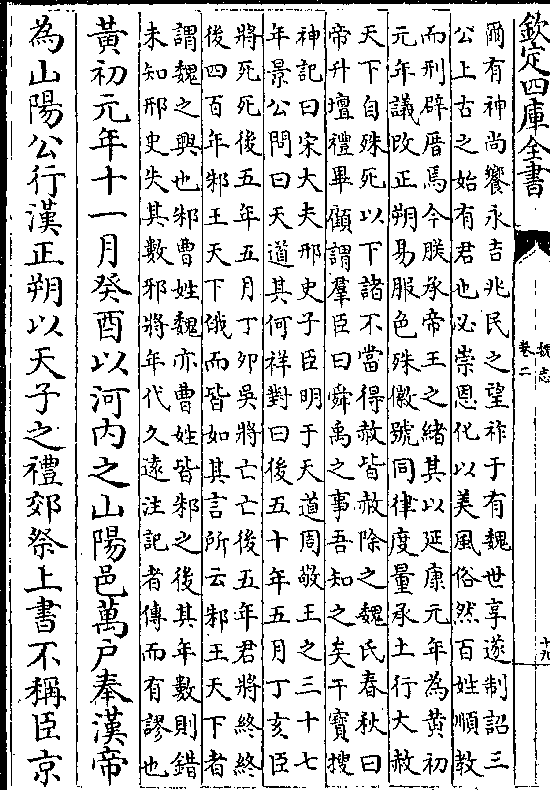 欽定四庫全書
魏志
卷二
十九
爾有神尚饗永吉兆民之望祚于有魏世享遂制詔三
公上古之始有君也必崇恩化以美風俗然百姓順教
而刑辟厝焉今朕承帝王之緒其以延康元年為黄初
元年議改正朔易服色殊徽號同律度量承土行大赦
天下自殊死以下諸不當得赦皆赦除之魏氏春秋曰
帝升壇禮畢顧謂羣臣曰舜禹之事吾知之矣干寶搜
神記曰宋大夫邢史子臣明于天道周敬王之三十七
年景公問曰天道其何祥對曰後五十年五月丁亥臣
將死死後五年五月丁卯吳將亡亡後五年君將終終
後四百年邾王天下俄而皆如其言所云邾王天下者
謂魏之興也邾曹姓魏亦曹姓皆邾之後其年數則錯
未知邢史失其數邪將年代久遠注記者傳而有謬也
黄初元年十一月癸酉以河内之山陽邑萬户奉漢帝
為山陽公行漢正朔以天子之禮郊祭上書不稱臣京